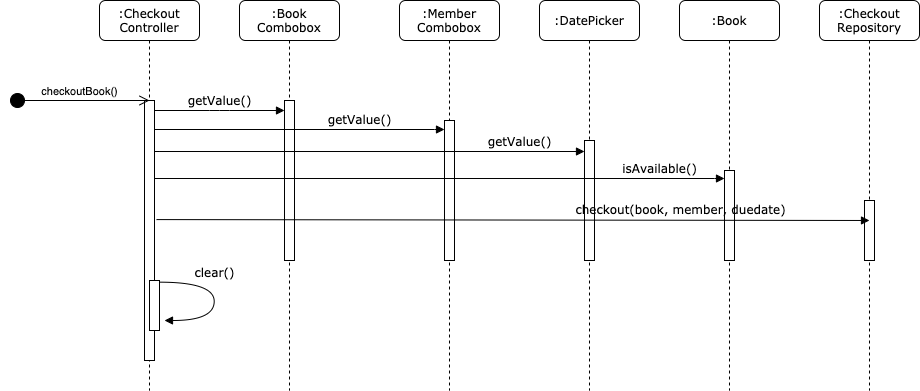 :Checkout
Controller
:Book
Combobox
:Member
Combobox
:DatePicker
:Book
:Checkout
Repository
checkoutBook()
getValue()
getValue()
getValue()
isAvailable()
checkout(book, member, duedate)
clear()